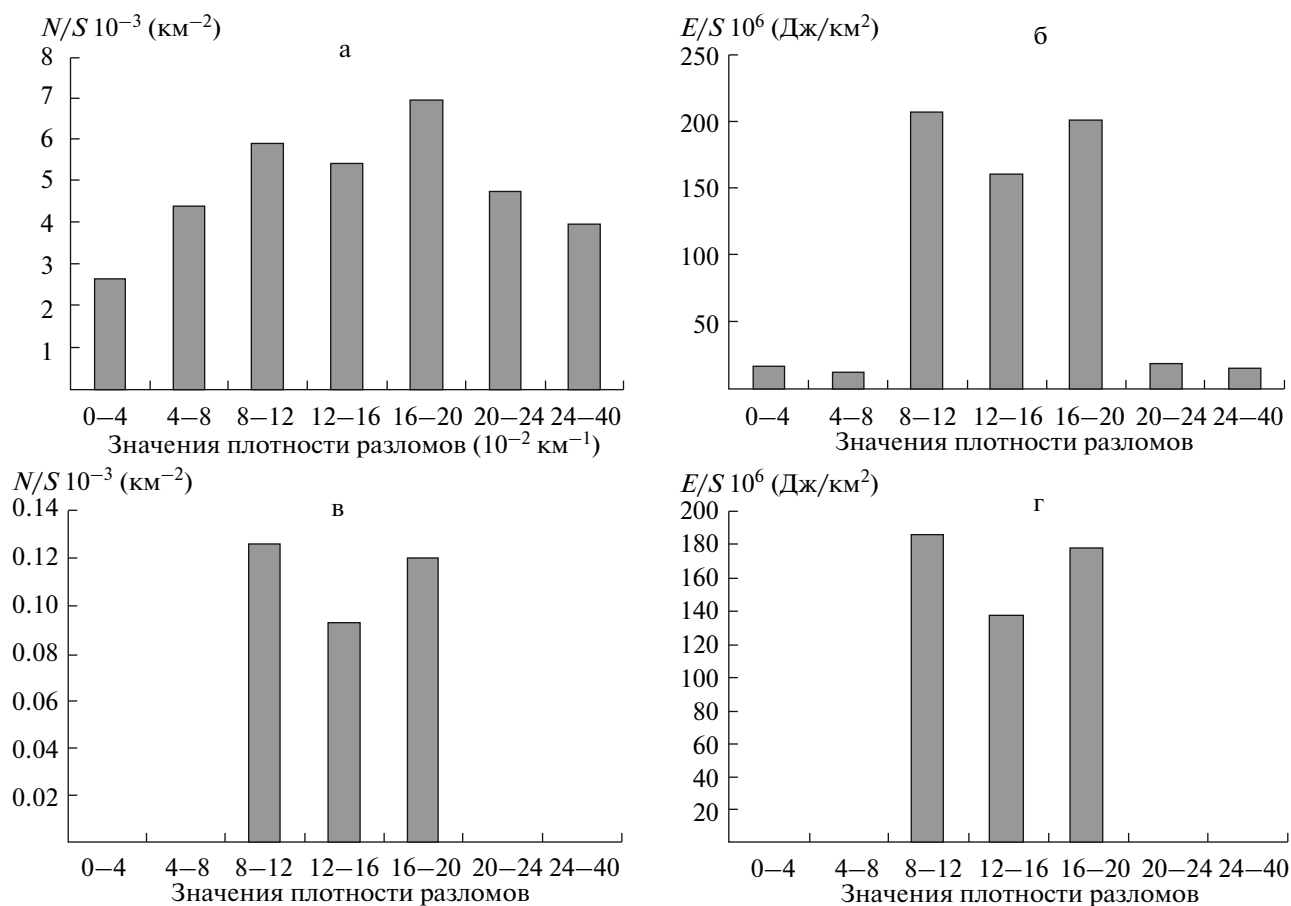 N/S 10−3 (км−2)
а
8
7
6
5
4
3
2
1
0–4 4–8 8–12 12–16 16–20 20–24 24–40
Значения плотности разломов (10−2 км−1)
E/S 106 (Дж/км2)
б
250
200
150
100
50
0–4 4–8 8–12 12–16 16–20 20–24 24–40
Значения плотности разломов
N/S 10−3 (км−2)
в
0.14
0.12
0.10
0.08
0.06
0.04
0.02
0–4 4–8 8–12 12–16 16–20 20–24 24–40
Значения плотности разломов
E/S 106 (Дж/км2)
г
200
180
160
140
120
100
80
60
40
20
0–4 4–8 8–12 12–16 16–20 20–24 24–40
Значения плотности разломов